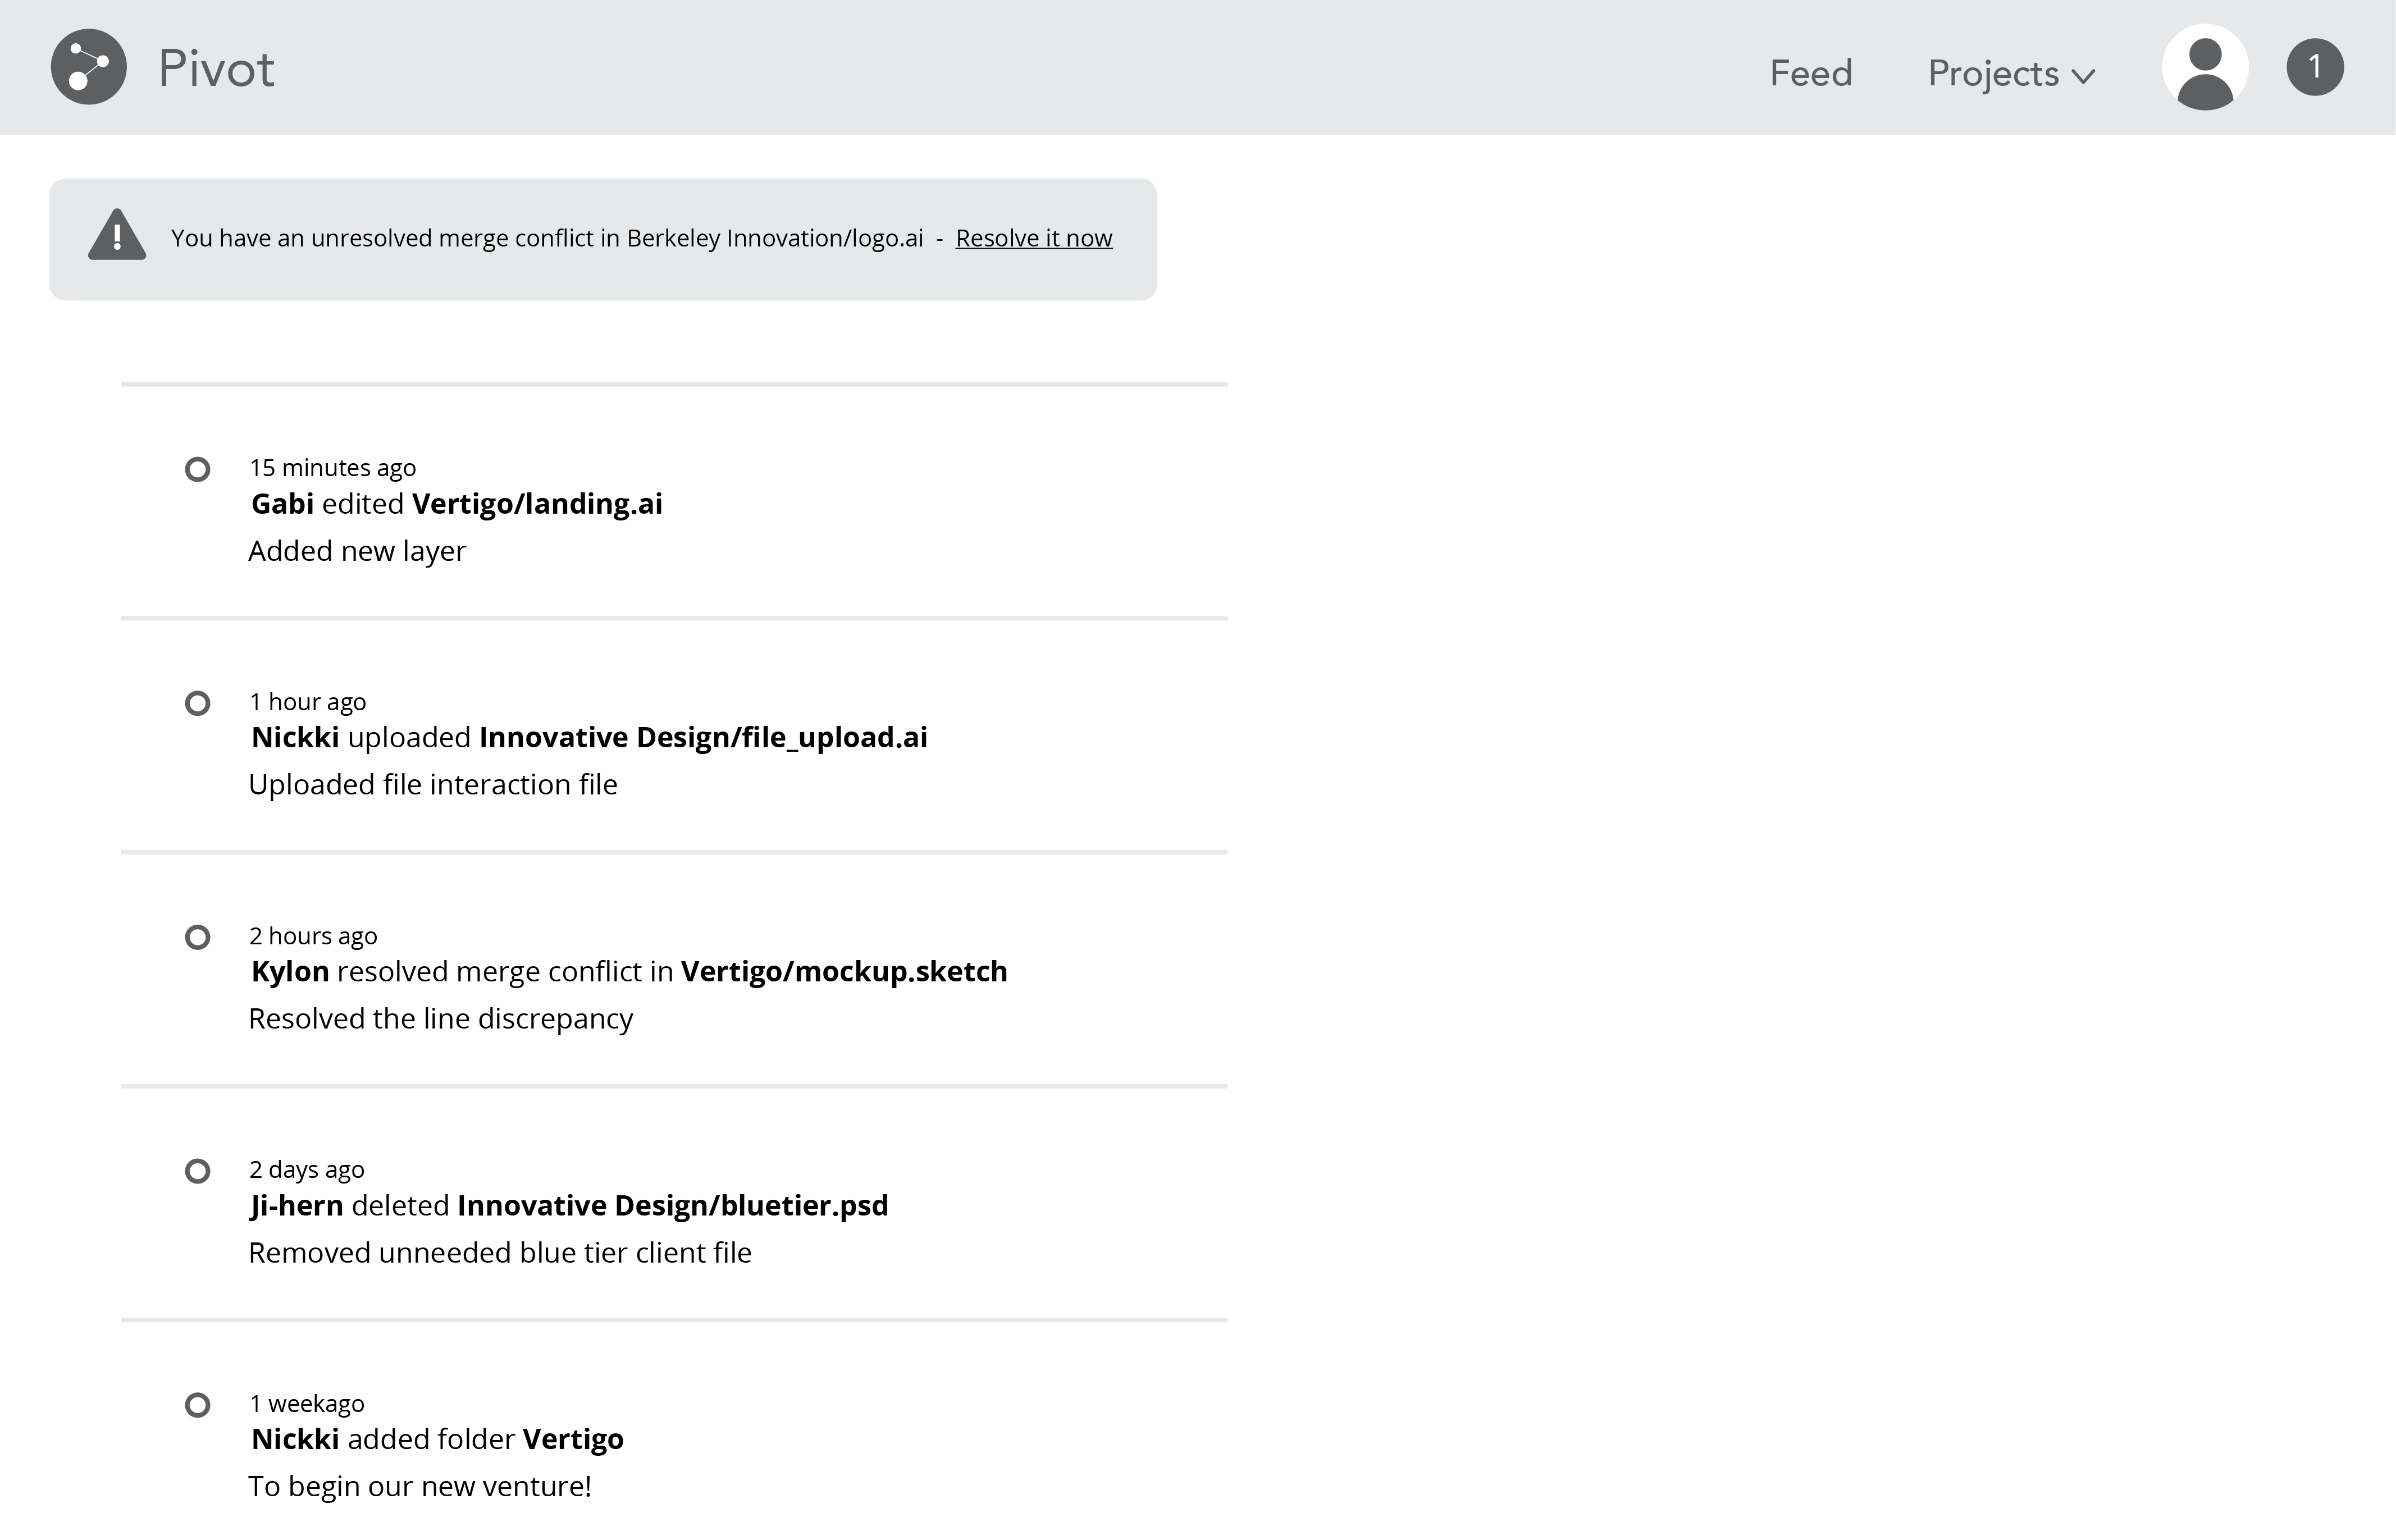 Pivot
Feed
Projects
1
You have an unresolved merge conflict in Berkeley Innovation/logo.ai - Resolve it now
15 minutes ago
Gabi edited Vertigo/landing.ai
Added new layer
1 hour ago
Nickki uploaded Innovative Design/file_upload.ai
Uploaded file interaction file
2 hours ago
Kylon resolved merge conflict in Vertigo/mockup.sketch
Resolved the line discrepancy
2 days ago
Ji-hern deleted Innovative Design/bluetier.psd
Removed unneeded blue tier client file
1 weekago
Nickki added folder Vertigo
To begin our new venture!